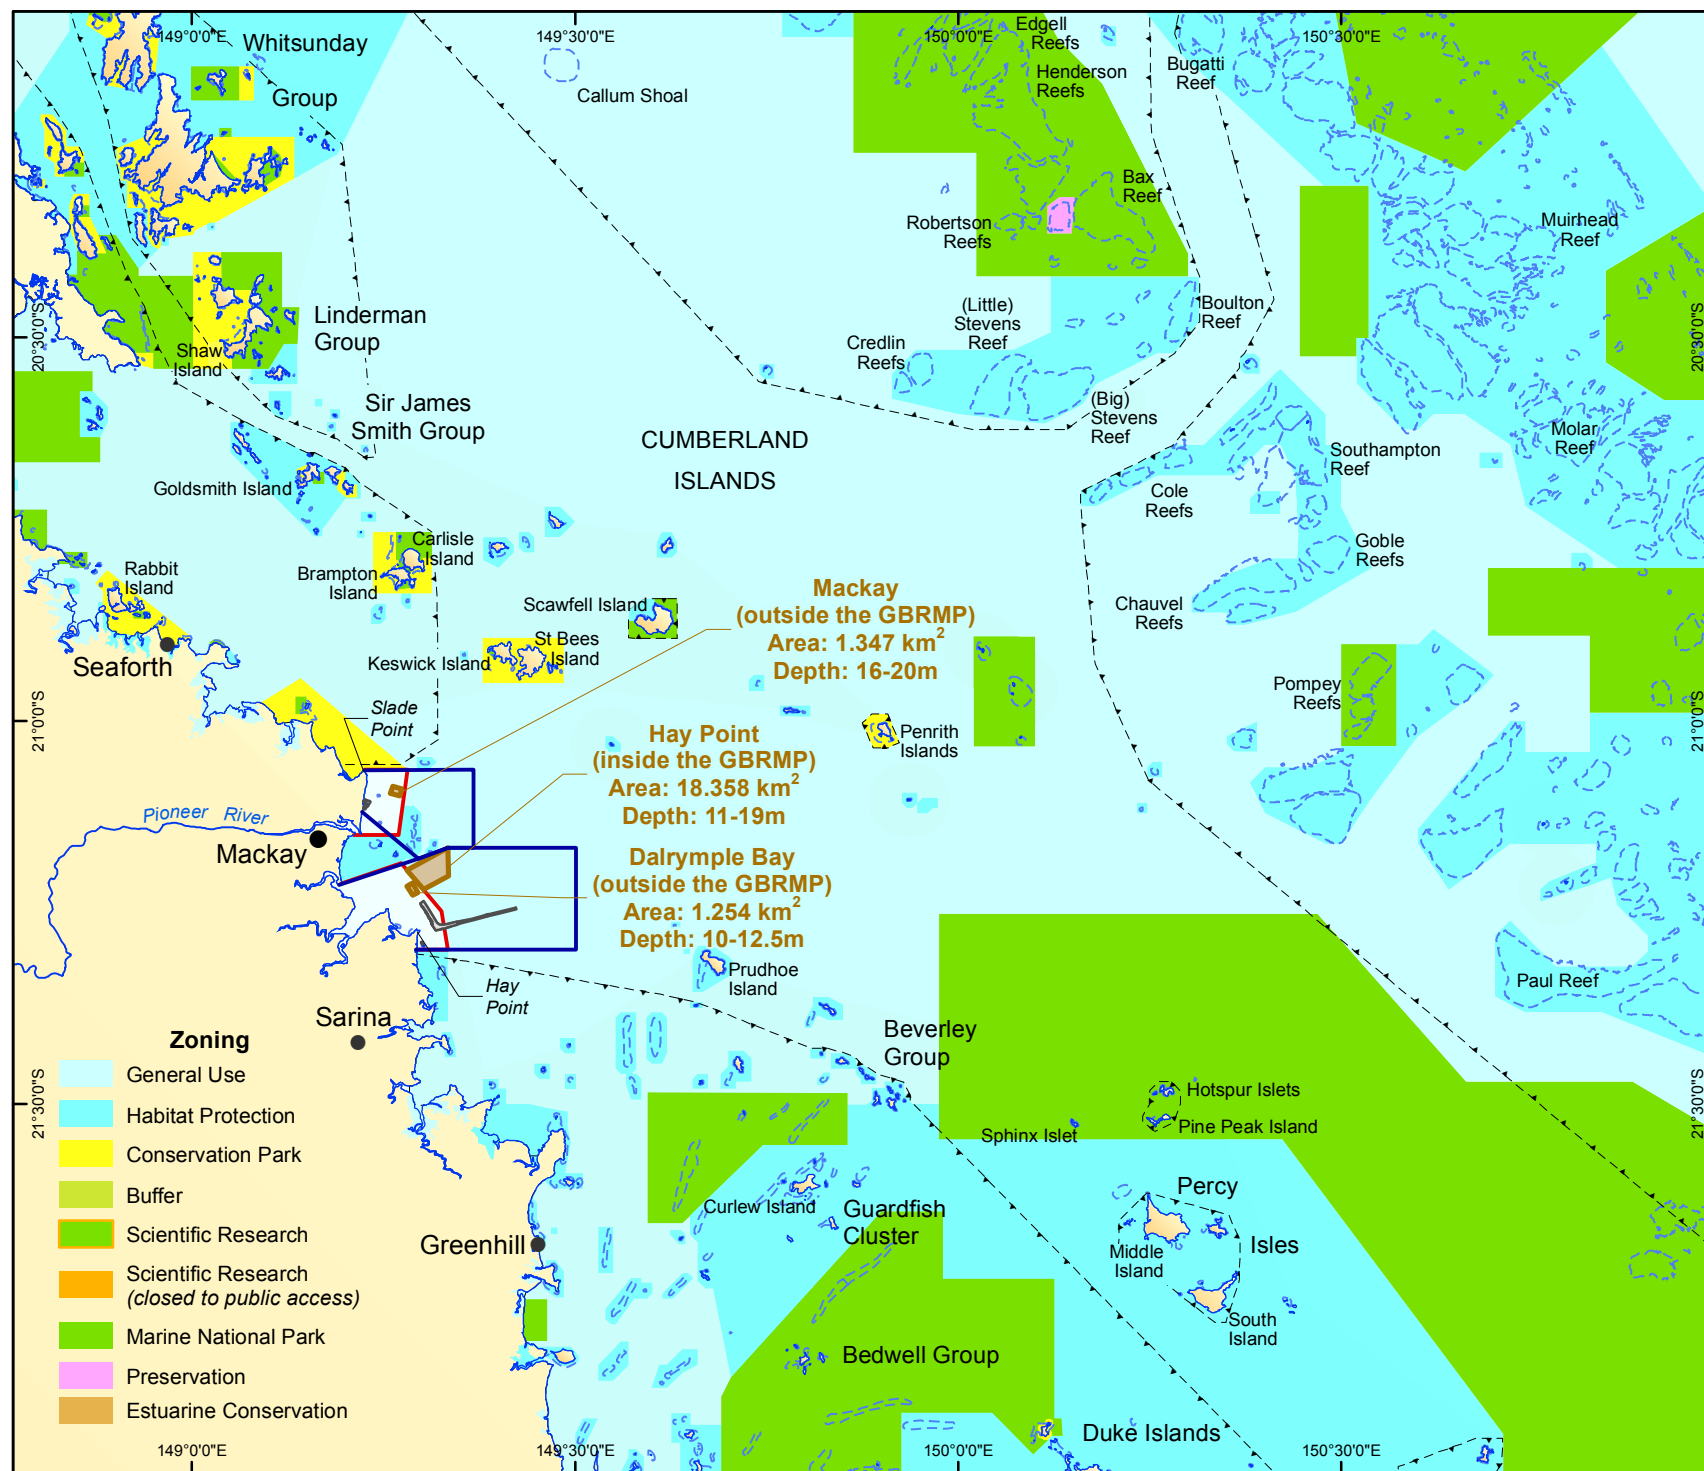 149°0'0"E
149°30'0"E
150°0'0"E
150°30'0"E
Whitsunday
Group
Callum Shoal
Edgell
Reefs
Henderson
Reefs
Bugatti
Reef
Bax
Reef
Robertson
Reefs
Muirhead
Reef
20°30'0"S
20°30'0"S
Linderman
Group
Shaw
Island
(Little)
Stevens
Reef
Boulton
Reef
Credlin
Reefs
(Big)
Stevens
Reef
Sir James
Smith Group
CUMBERLAND
ISLANDS
Southampton
Reef
Molar
Reef
Goldsmith Island
Cole
Reefs
Goble
Reefs
Carlisle
Island
Brampton
Island
Rabbit
Island
Chauvel
Reefs
Scawfell Island
Mackay
(outside the GBRMP)
Area: 1.347 km2
Depth: 16-20m
Seaforth
Keswick Island
St Bees
Island
Pompey
Reefs
21°0'0"S
21°0'0"S
Slade
Point
Penrith
Islands
Hay Point
(inside the GBRMP)
Area: 18.358 km2
Depth: 11-19m
Pioneer River
Mackay
Dalrymple Bay
(outside the GBRMP)
Area: 1.254 km2
Depth: 10-12.5m
Prudhoe
Island
Paul Reef
Hay
Point
Sarina
Beverley
Group
21°30'0"S
21°30'0"S
Hotspur Islets
Pine Peak Island
Sphinx Islet
Percy
Isles
Middle
Island
South
Island
Curlew Island
Guardfish
Cluster
Greenhill
Bedwell Group
Duke Islands
Zoning
General Use
Habitat Protection
Conservation Park
Buffer
Scientific Research
Scientific Research
(closed to public access)
Marine National Park
Preservation
Estuarine Conservation
149°0'0"E
149°30'0"E
150°0'0"E
150°30'0"E